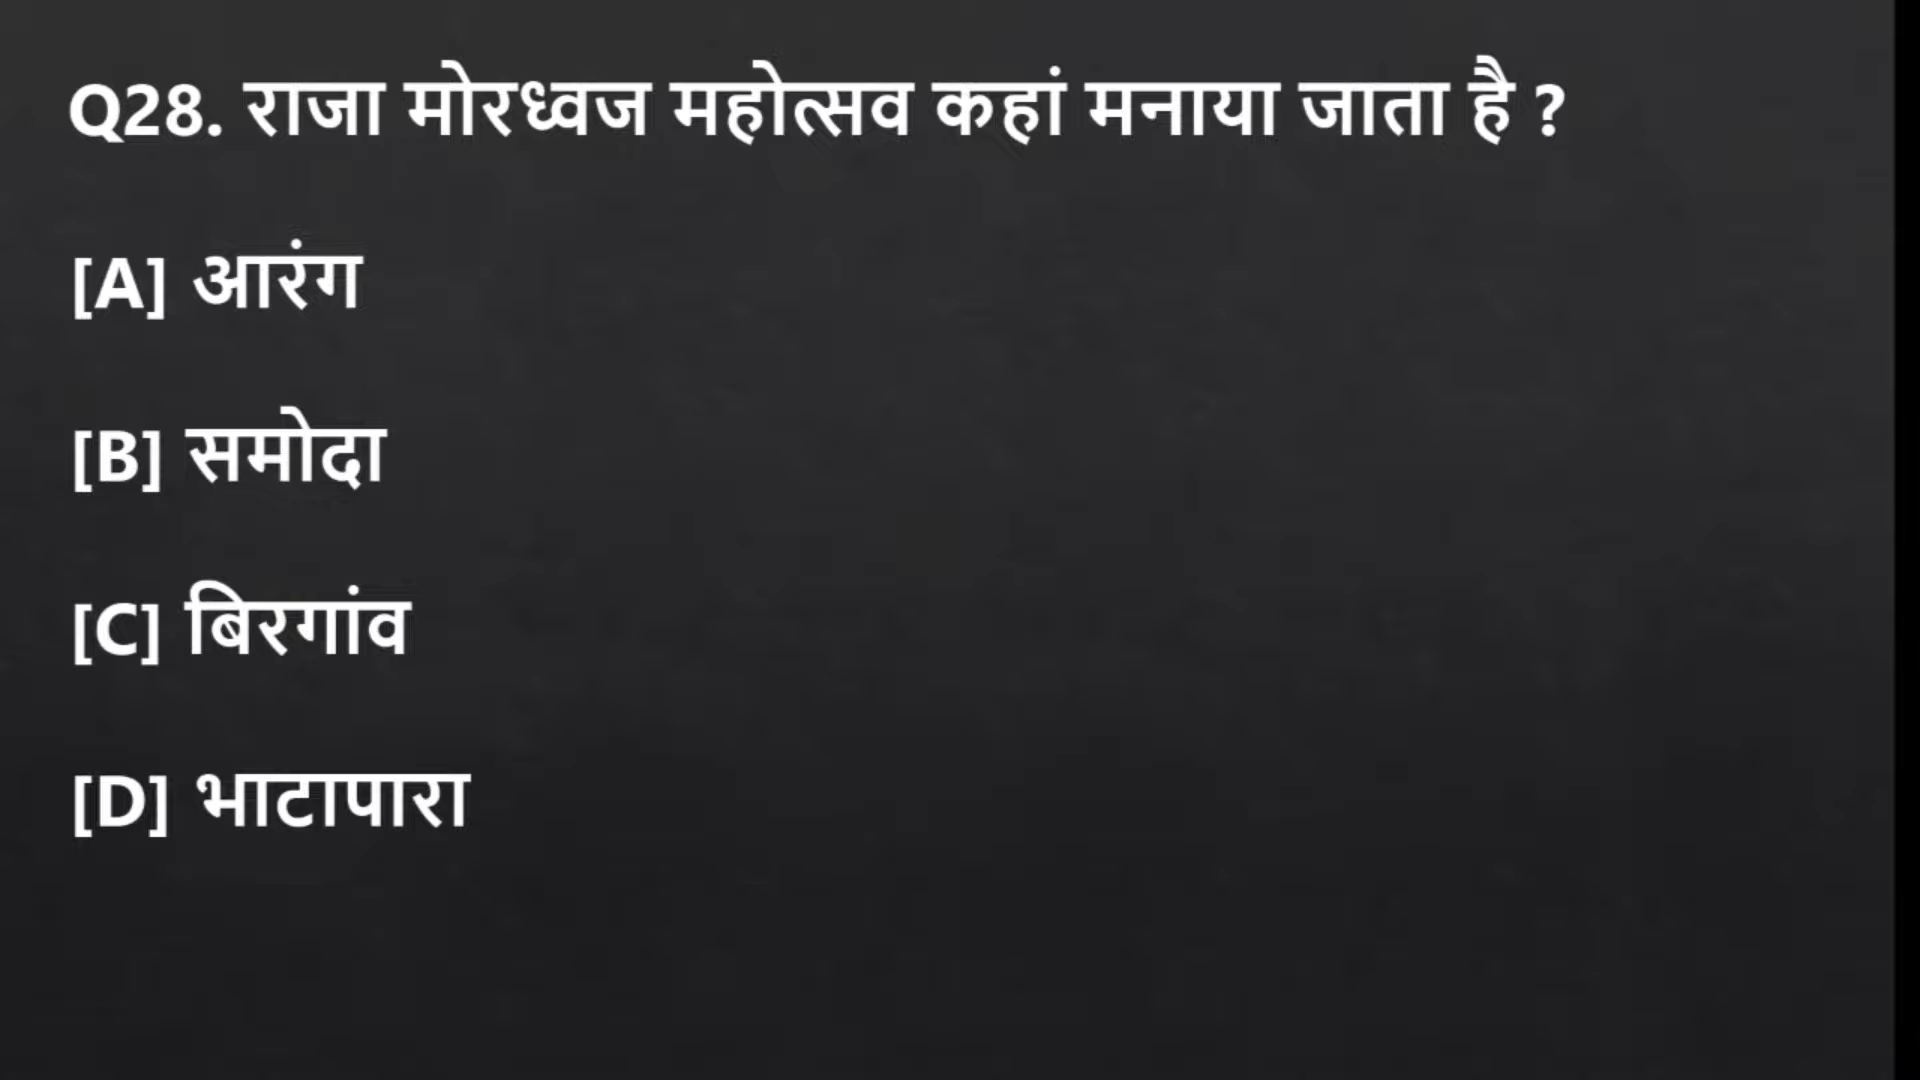 Q28. राजा मोरध्वज महोत्सव कहां मनाया जाता है ?
[A] आरंग
[B] समोदा
[C] बिरगांव
[D] भाटापारा